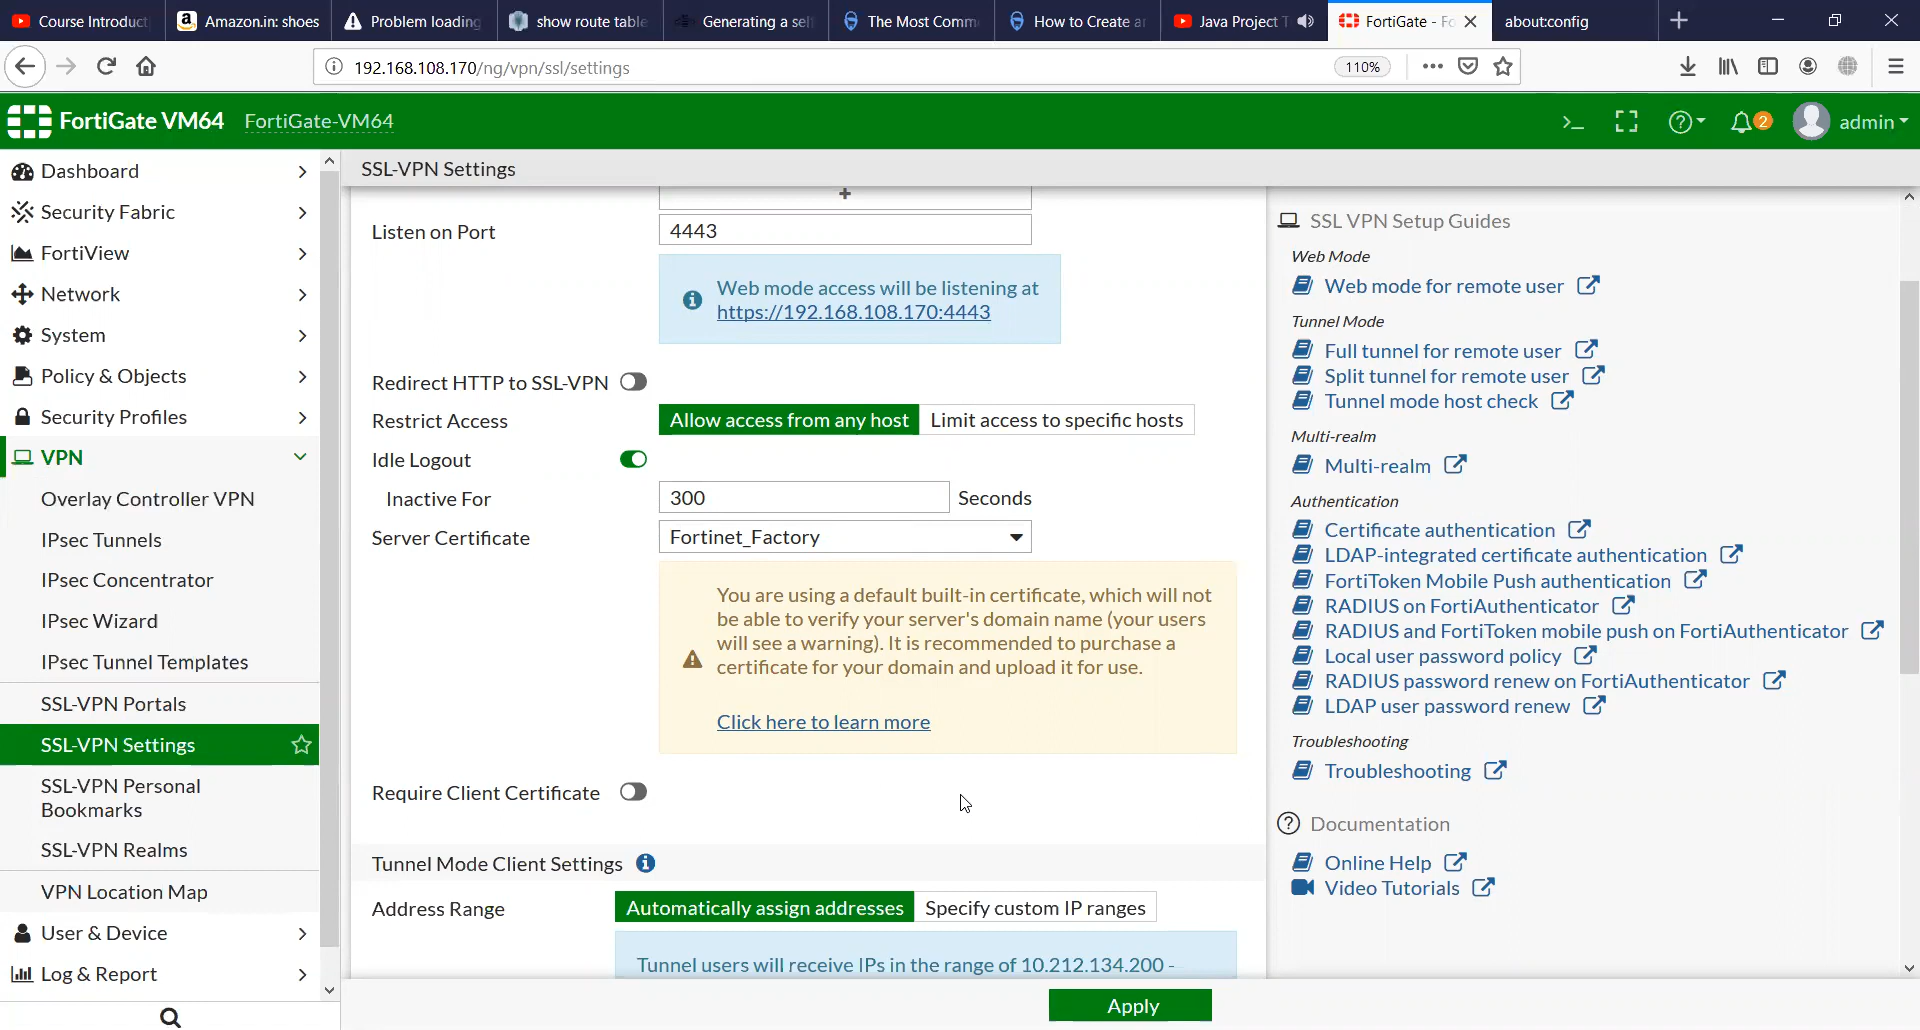 Course Introduct
Amazon.in: shoes
Problem loading
show route table
Generating a sel
The Most Comm
How to Create a
Java Project T
FortiGate - Fo
about:config
192.168.108.170/ng/vpn/ssl/settings
110%
FortiGate VM64
FortiGate-VM64
>_
2
admin
Dashboard
Security Fabric
FortiView
Network
System
Policy & Objects
Security Profiles
VPN
Overlay Controller VPN
IPsec Tunnels
IPsec Concentrator
IPsec Wizard
IPsec Tunnel Templates
SSL-VPN Portals
SSL-VPN Settings
SSL-VPN Personal
Bookmarks
SSL-VPN Realms
VPN Location Map
User & Device
Log & Report
SSL-VPN Settings
+
Listen on Port
4443
Web mode access will be listening at
https://192.168.108.170:4443
Redirect HTTP to SSL-VPN
Restrict Access
Allow access from any host
Limit access to specific hosts
Idle Logout
Inactive For
300
Seconds
Server Certificate
Fortinet_Factory
You are using a default built-in certificate, which will not
be able to verify your server's domain name (your users
will see a warning). It is recommended to purchase a
certificate for your domain and upload it for use.
Click here to learn more
Require Client Certificate
Tunnel Mode Client Settings
Address Range
Automatically assign addresses
Specify custom IP ranges
Tunnel users will receive IPs in the range of 10.212.134.200 -
Apply
SSL VPN Setup Guides
Web Mode
Web mode for remote user
Tunnel Mode
Full tunnel for remote user
Split tunnel for remote user
Tunnel mode host check
Multi-realm
Multi-realm
Authentication
Certificate authentication
LDAP-integrated certificate authentication
FortiToken Mobile Push authentication
RADIUS on FortiAuthenticator
RADIUS and FortiToken mobile push on FortiAuthenticator
Local user password policy
RADIUS password renew on FortiAuthenticator
LDAP user password renew
Troubleshooting
Troubleshooting
Documentation
Online Help
Video Tutorials